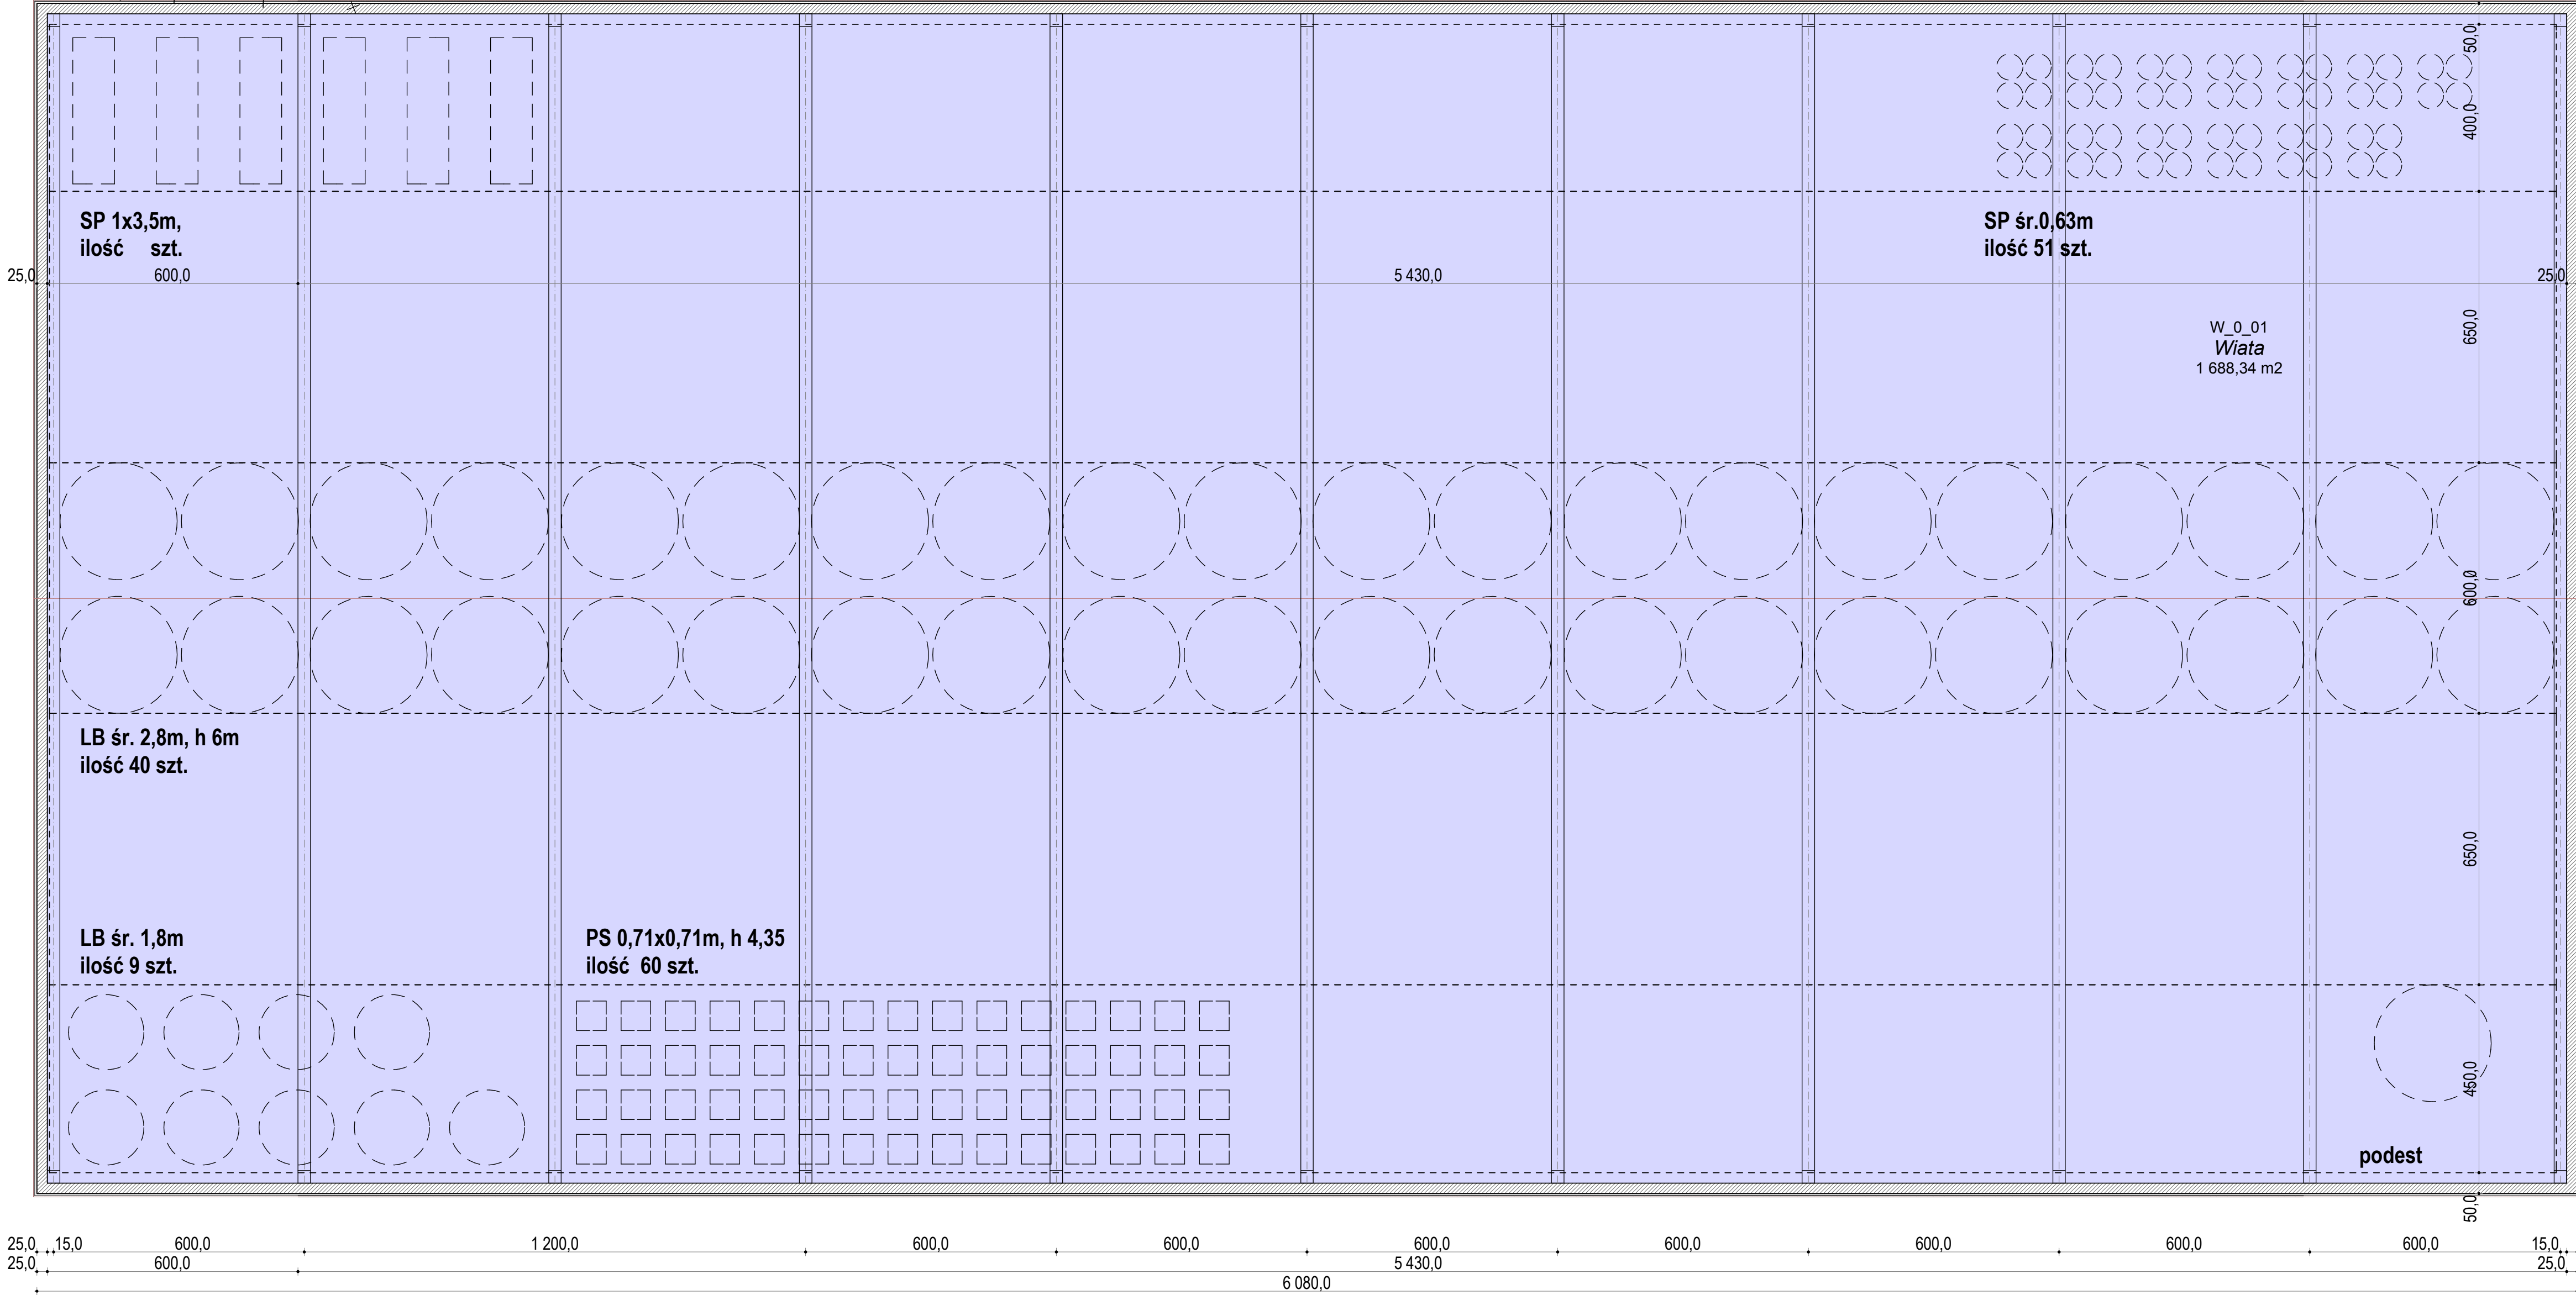 50,0
400,0
SP 1x3,5m,
ilość szt.
SP śr.0,63m
ilość 51 szt.
25,0
600,0
5 430,0
25,0
650,0
W_0_01
Wiata
1 688,34 m2
600,0
LB śr. 2,8m, h 6m
ilość 40 szt.
650,0
LB śr. 1,8m
ilość 9 szt.
PS 0,71x0,71m, h 4,35
ilość 60 szt.
450,0
podest
50,0
25,0 15,0 600,0 1 200,0 600,0 600,0 600,0 600,0 600,0 600,0 600,0 15,0
25,0 600,0 5 430,0 25,0
6 080,0